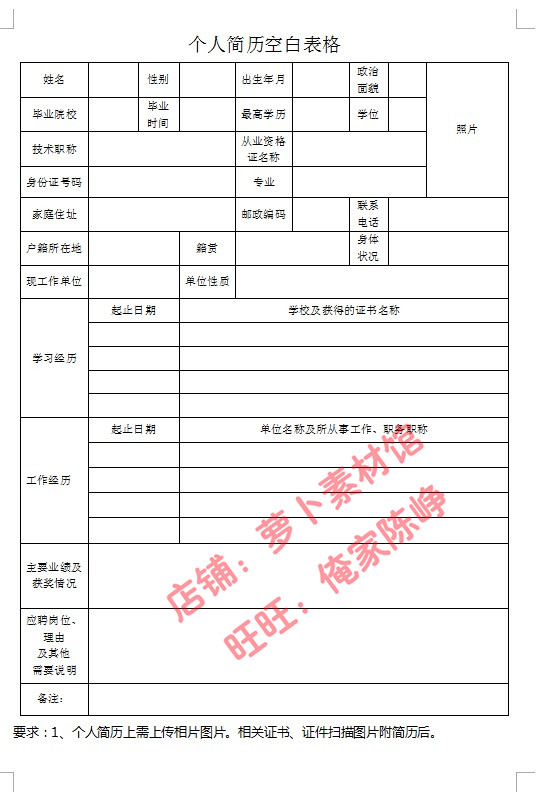 个人简历空白表格
姓名 性别 出生年月 政治
面貌
毕业院校 毕业
时间 最高学历 学位 照片
技术职称 从业资格
证名称
身份证号码 专业
家庭住址 邮政编码 联系
电话
户籍所在地 籍贯 身体
状况
现工作单位 单位性质
学习经历 起止日期 学校及获得的证书名称
工作经历 起止日期 单位名称及所从事工作、职务职称
店铺：萝卜素材馆
旺旺：俺家陈峥
主要业绩及
获奖情况
应聘岗位、
理由
及其他
需要说明
备注：
要求：1、个人简历上需上传相片图片。相关证书、证件扫描图片附简历后。